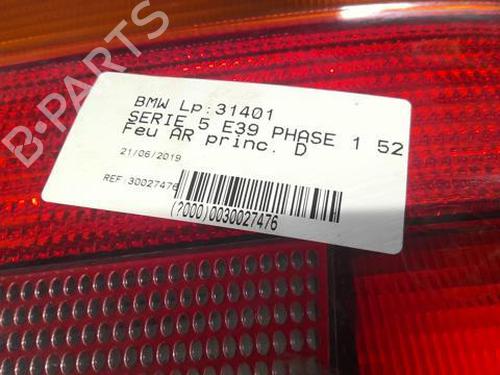 BMW Lp:31401
SERIE 5 E39 PHASE 1 52
Feu AR princ. D
21/06/2019
REF:30027476
(?000)0030027476
B-PARTS